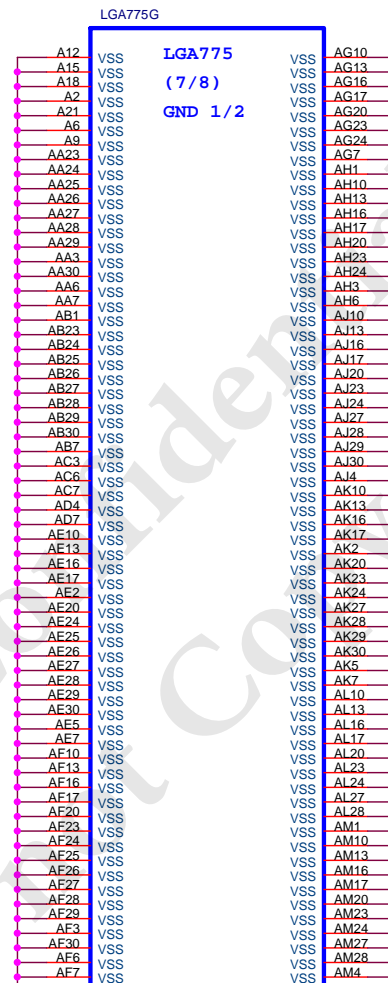 LGA775G
LGA775
(7/8)
GND 1/2
A12 VSS VSS AG10
A15 VSS VSS AG13
A18 VSS VSS AG16
A2 VSS VSS AG17
A21 VSS VSS AG20
A6 VSS VSS AG23
A9 VSS VSS AG24
AA23 VSS VSS AG7
AA24 VSS VSS AH1
AA25 VSS VSS AH10
AA26 VSS VSS AH13
AA27 VSS VSS AH16
AA28 VSS VSS AH17
AA29 VSS VSS AH20
AA3 VSS VSS AH23
AA30 VSS VSS AH24
AA6 VSS VSS AH3
AA7 VSS VSS AH6
AB1 VSS VSS AJ10
AB23 VSS VSS AJ13
AB24 VSS VSS AJ16
AB25 VSS VSS AJ17
AB26 VSS VSS AJ20
AB27 VSS VSS AJ23
AB28 VSS VSS AJ24
AB29 VSS VSS AJ27
AB30 VSS VSS AJ28
AB7 VSS VSS AJ29
AC3 VSS VSS AJ30
AC6 VSS VSS AJ4
AC7 VSS VSS AK10
AD4 VSS VSS AK13
AD7 VSS VSS AK16
AE10 VSS VSS AK17
AE13 VSS VSS AK2
AE16 VSS VSS AK20
AE17 VSS VSS AK23
AE2 VSS VSS AK24
AE20 VSS VSS AK27
AE24 VSS VSS AK28
AE25 VSS VSS AK29
AE26 VSS VSS AK30
AE27 VSS VSS AK5
AE28 VSS VSS AK7
AE29 VSS VSS AL10
AE30 VSS VSS AL13
AE5 VSS VSS AL16
AE7 VSS VSS AL17
AF10 VSS VSS AL20
AF13 VSS VSS AL23
AF16 VSS VSS AL24
AF17 VSS VSS AL27
AF20 VSS VSS AL28
AF23 VSS VSS AM1
AF24 VSS VSS AM10
AF25 VSS VSS AM13
AF26 VSS VSS AM16
AF27 VSS VSS AM17
AF28 VSS VSS AM20
AF29 VSS VSS AM23
AF3 VSS VSS AM24
AF30 VSS VSS AM27
AF6 VSS VSS AM28
AF7 VSS VSS AM4